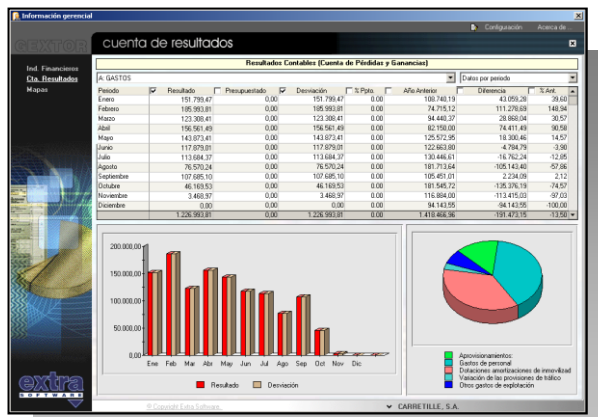 Información gerencial
Configuración Acerca de ...
GEXTOR
cuenta de resultados
Ind. Financieros
Cta. Resultados
Mapas
Resultados Contables (Cuenta de Pérdidas y Ganancias)
A: GASTOS Datos por periodo
Periodo Resultado Presupuestado Desviación % Ppto. Año Anterior Diferencia % Ant.
Enero 151.799,47 0,00 151.799,47 0.00 108.740,19 43.059,28 39,60
Febrero 185.993,81 0,00 185.993,81 0.00 74.715,12 111.278,69 148,94
Marzo 123.308,41 0,00 123.308,41 0.00 94.440,37 28.868,04 30,57
Abril 156.561,49 0,00 156.561,49 0.00 82.150,00 74.411,49 90,58
Mayo 143.873,41 0,00 143.873,41 0.00 125.572,95 18.300,46 14,57
Junio 117.879,01 0,00 117.879,01 0.00 122.663,80 -4.784,79 -3,90
Julio 113.684,37 0,00 113.684,37 0.00 130.446,61 -16.762,24 -12,85
Agosto 76.570,24 0,00 76.570,24 0.00 181.713,64 -105.143,40 -57,86
Septiembre 107.685,10 0,00 107.685,10 0.00 105.451,01 2.234,09 2,12
Octubre 46.169,53 0,00 46.169,53 0.00 181.545,72 -135.376,19 -74,57
Noviembre 3.468,97 0,00 3.468,97 0.00 116.884,00 -113.415,03 -97,03
Diciembre 0,00 0,00 0,00 0.00 94.143,55 -94.143,55 -100,00
1.226.993,81 0,00 1.226.993,81 0.00 1.418.466,96 -191.473,15 -13,50
200.000,00
150.000,00
100.000,00
50.000,00
0,00
Ene Feb Mar Abr May Jun Jul Ago Sep Oct Nov Dic
Resultado Desviación
Aprovisionamientos:
Gastos de personal
Dotaciones amortizaciones de inmovilizad
Variación de las provisiones de tráfico
Otros gastos de explotación
extra
SOFTWARE
© Copyright Extra Software.
CARRETILLE, S.A.